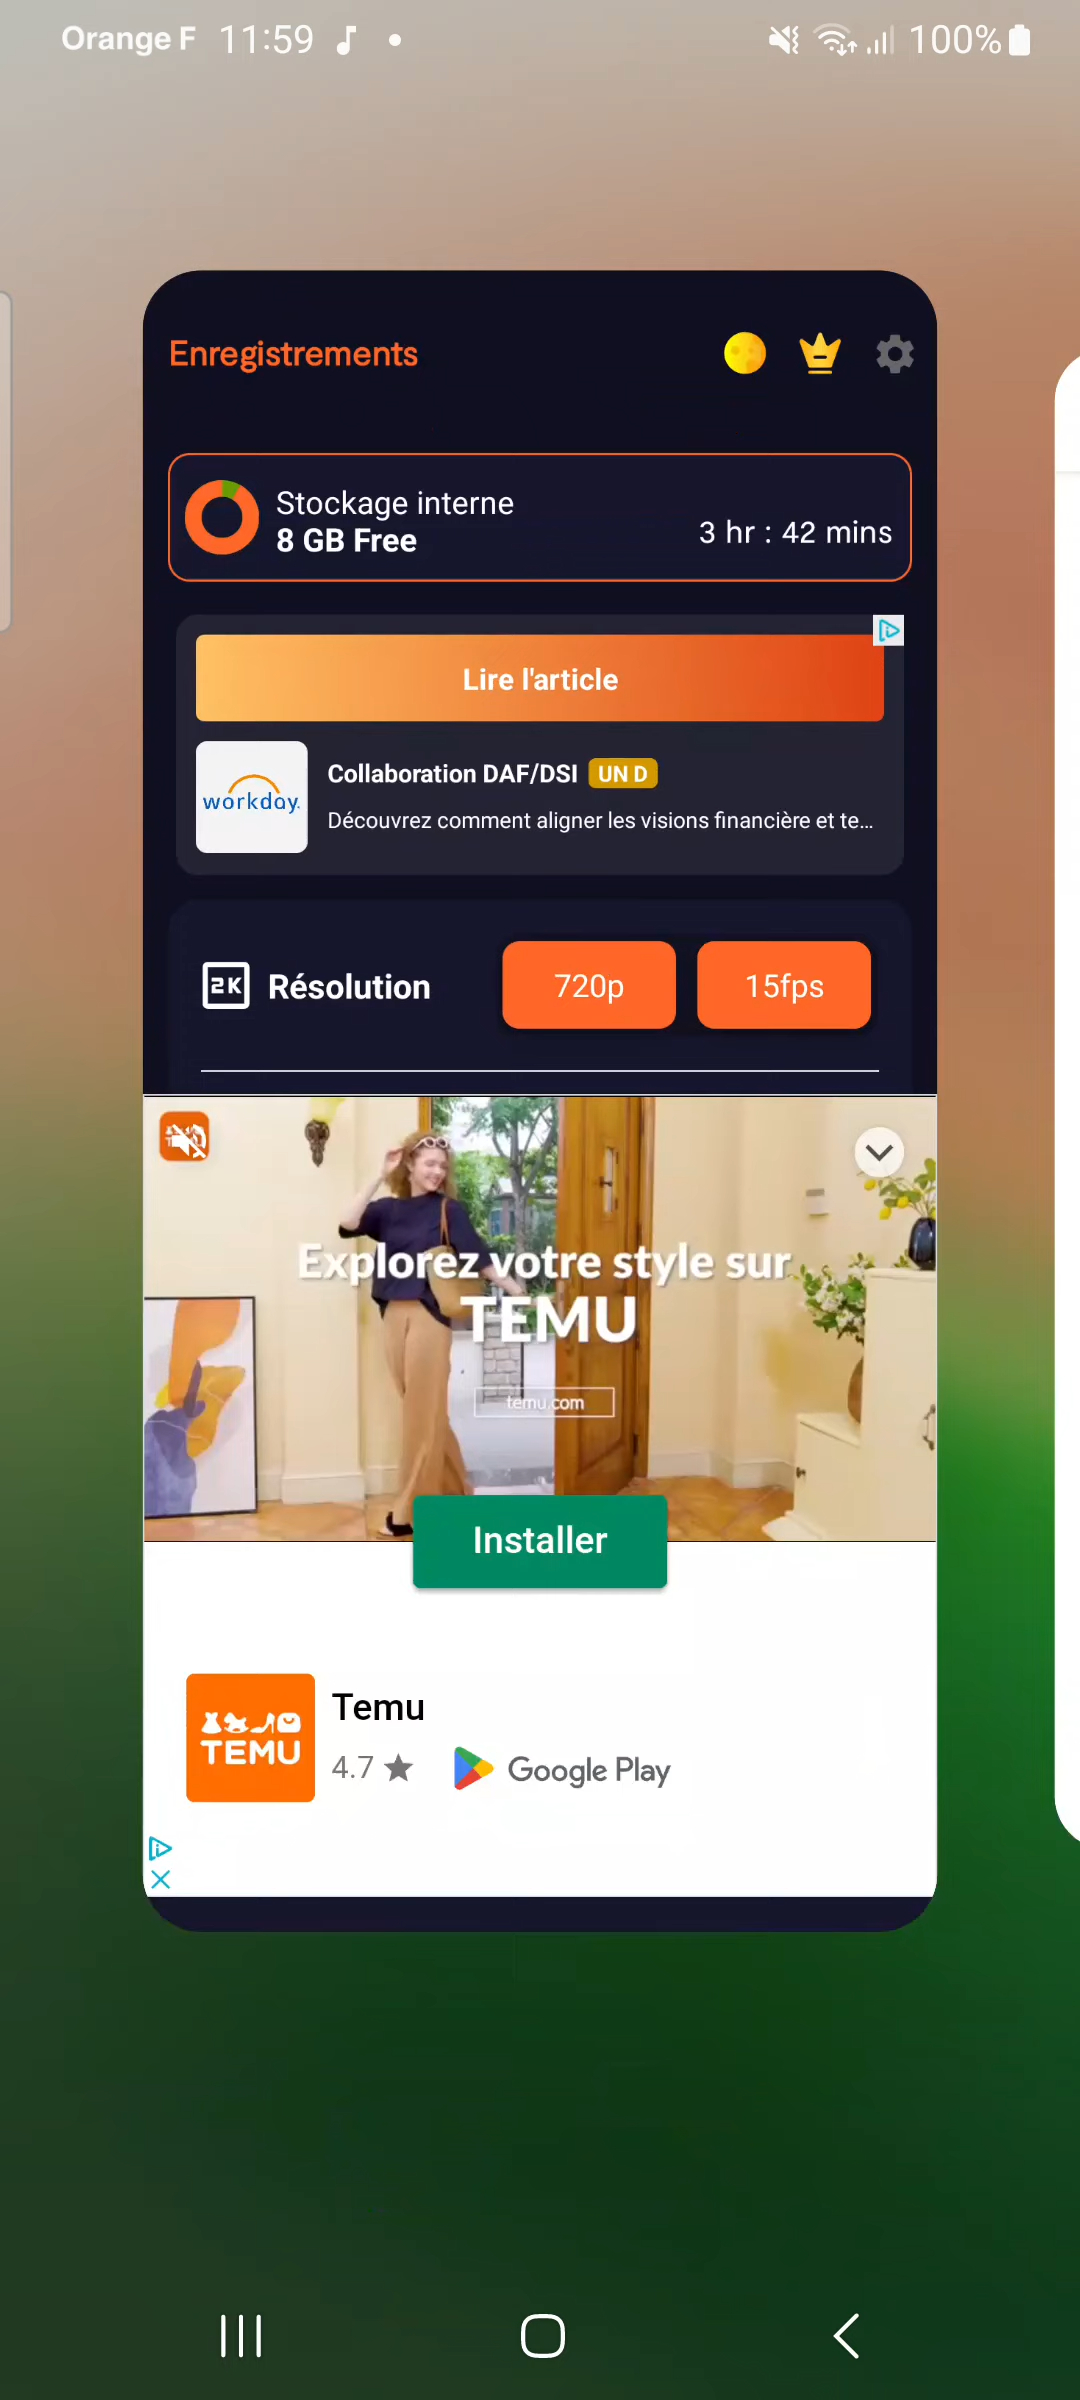 Orange F 11:59 100%
Enregistrements
Stockage interne
8 GB Free
3 hr : 42 mins
Lire l'article
workday.
Collaboration DAF/DSI UN D
Découvrez comment aligner les visions financière et te...
2K Résolution 720p 15fps
Explorez votre style sur
TEMU
temu.com
Installer
TEMU
Temu
4.7 ★ Google Play